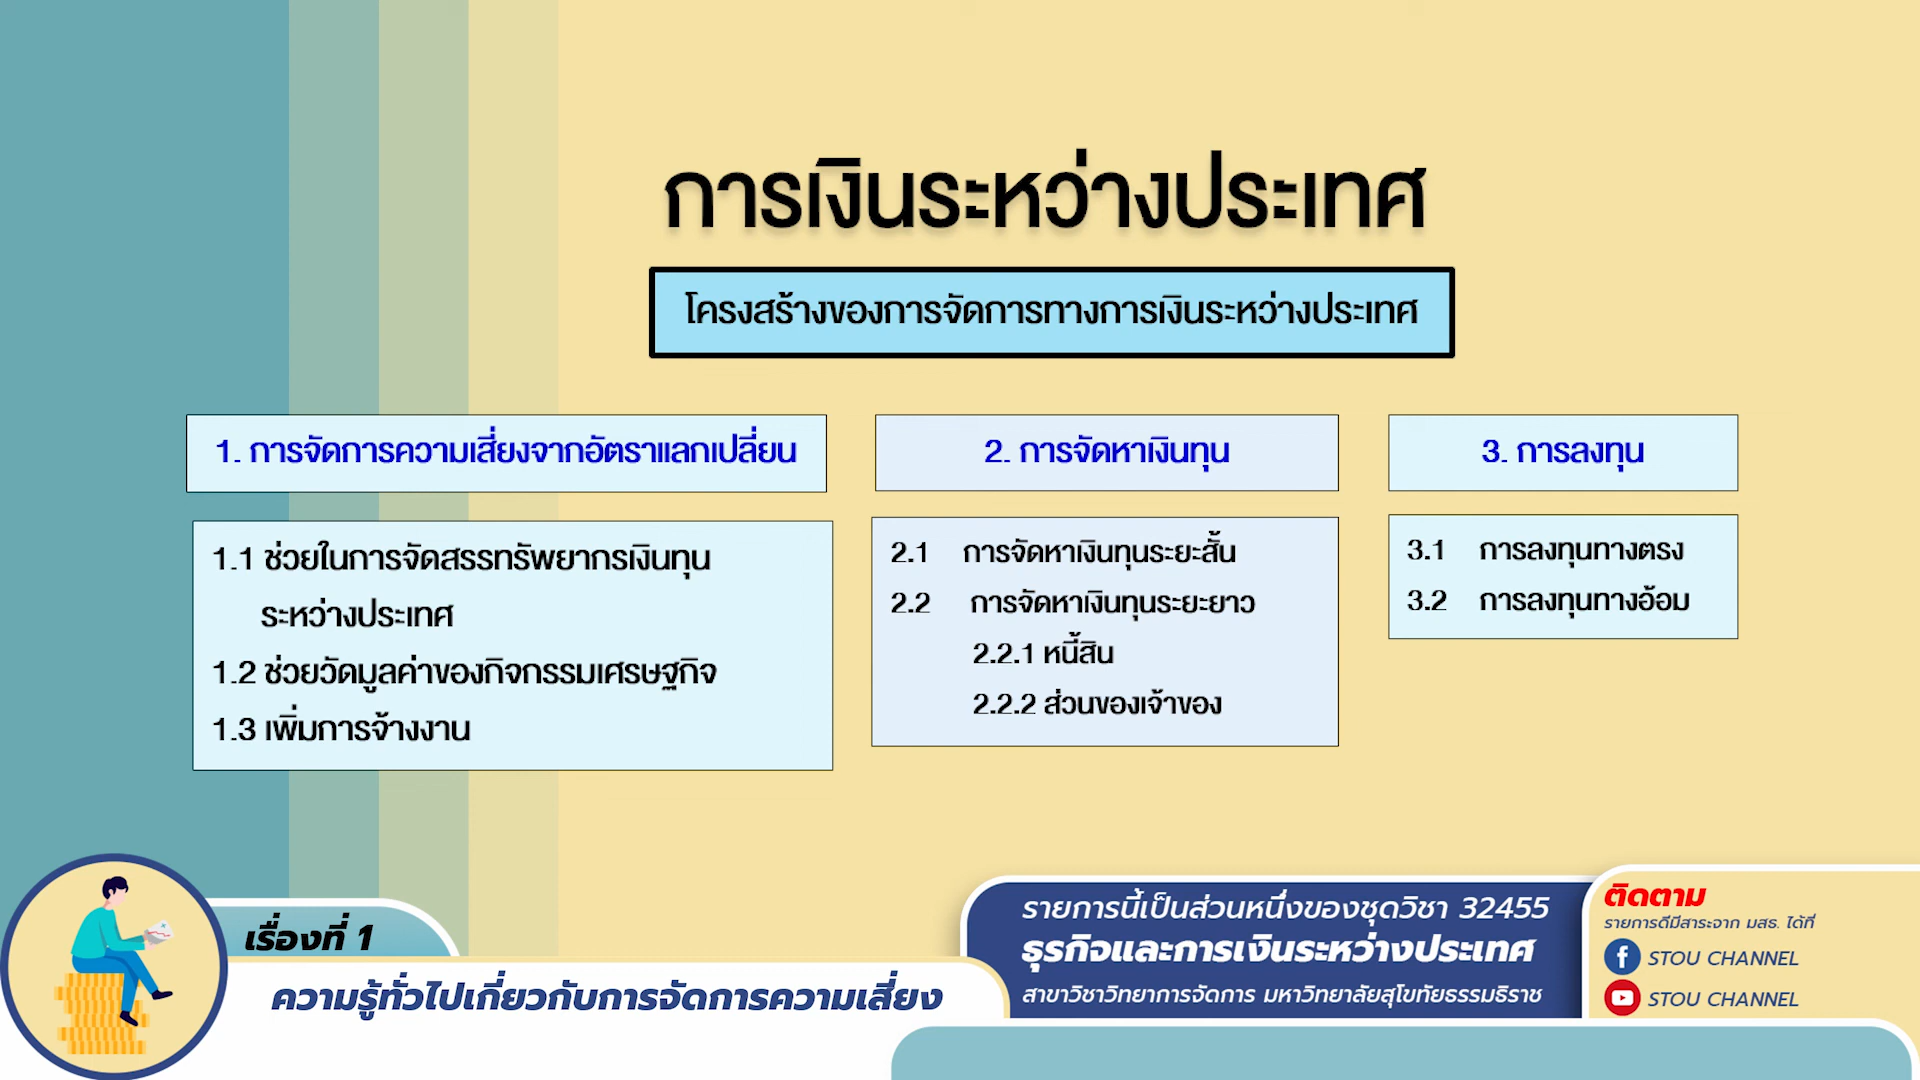 การเงินระหว่างประเทศ
โครงสร้างของการจัดการทางการเงินระหว่างประเทศ
1. การจัดการความเสี่ยงจากอัตราแลกเปลี่ยน
1.1 ช่วยในการจัดสรรทรัพยากรเงินทุน
ระหว่างประเทศ
1.2 ช่วยวัดมูลค่าของกิจกรรมเศรษฐกิจ
1.3 เพิ่มการจ้างงาน
2. การจัดหาเงินทุน
2.1 การจัดหาเงินทุนระยะสั้น
2.2 การจัดหาเงินทุนระยะยาว
2.2.1 หนี้สิน
2.2.2 ส่วนของเจ้าของ
3. การลงทุน
3.1 การลงทุนทางตรง
3.2 การลงทุนทางอ้อม
เรื่องที่ 1
ความรู้ทั่วไปเกี่ยวกับการจัดการความเสี่ยง
รายการนี้เป็นส่วนหนึ่งของชุดวิชา 32455
ธุรกิจและการเงินระหว่างประเทศ
สาขาวิชาวิทยาการจัดการ มหาวิทยาลัยสุโขทัยธรรมธิราช
ติดตาม
รายการดีมีสาระจาก มสธ. ได้ที่
STOU CHANNEL
STOU CHANNEL